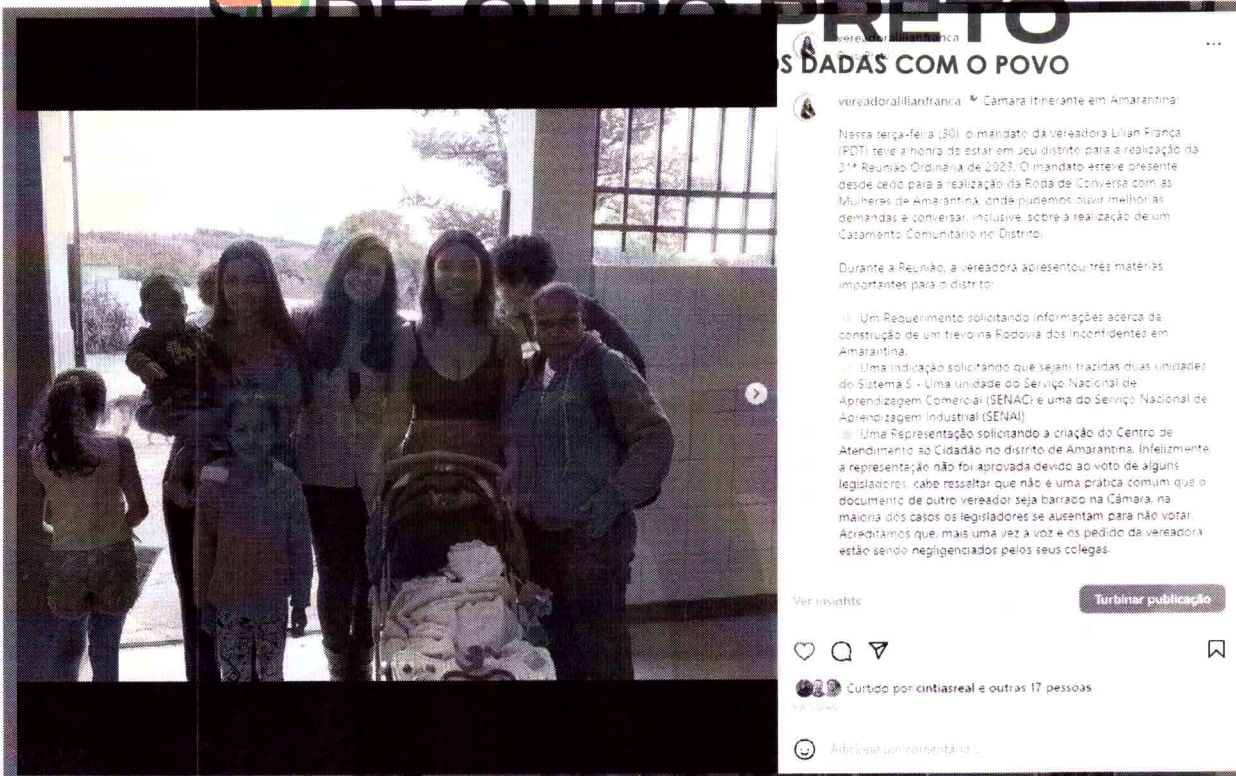 DE OURO PRETO
OS DADAS COM O POVO
vereadoralilianfranca
vereadoralilianfranca Câmara Itinerante em Amarantina
Nessa terça-feira (30) o mandato da vereadora Lilian França
(PDT) teve a honra de estar em seu distrito para a realização da
31ª Reunião Ordinária de 2023. O mandato esteve presente
desde cedo para a realização da Roda de Conversa com as
Mulheres de Amarantina, onde pudemos ouvir melhor as
demandas e conversar, inclusive, sobre a realização de um
Casamento Comunitário no Distrito.
Durante a Reunião, a vereadora apresentou três matérias
importantes para o distrito:
Um Requerimento solicitando informações acerca da
construção de um trevo na Rodovia dos Inconfidentes em
Amarantina.
Uma Indicação solicitando que sejam trazidas duas unidades
do Sistema S - Uma unidade do Serviço Nacional de
Aprendizagem Comercial (SENAC) e uma do Serviço Nacional de
Aprendizagem Industrial (SENAI)
Uma Representação solicitando a criação do Centro de
Atendimento ao Cidadão no distrito de Amarantina. Infelizmente,
a representação não foi aprovada devido ao voto de alguns
legisladores, cabe ressaltar que não é uma prática comum que o
documento de outro vereador seja barrado na Câmara, na
maioria dos casos os legisladores se ausentam para não votar.
Acreditamos que, mais uma vez a voz e os pedido da vereadora
estão sendo negligenciados pelos seus colegas.
Ver insights
Turbinar publicação
Curtido por cintiasreal e outras 17 pessoas
Adicione um comentário...